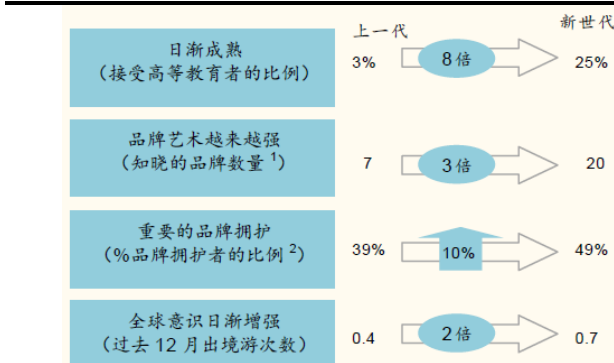 上一代
新世代
日渐成熟
(接受高等教育者的比例)
3%
8倍
25%
品牌艺术越来越强
(知晓的品牌数量 1)
7
3倍
20
重要的品牌拥护
(%品牌拥护者的比例 2)
39%
10%
49%
全球意识日渐增强
(过去 12 月出境游次数)
0.4
2倍
0.7